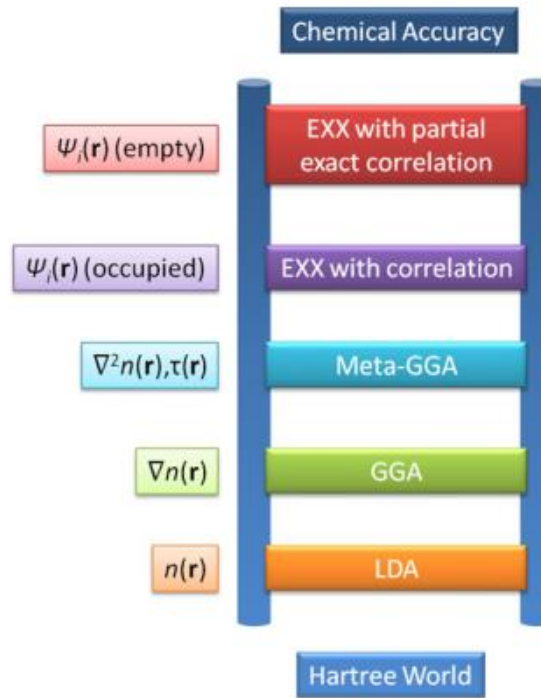 Chemical Accuracy
Ψi(r) (empty)
EXX with partial
exact correlation
Ψi(r) (occupied)
EXX with correlation
∇²n(r),τ(r)
Meta-GGA
∇n(r)
GGA
n(r)
LDA
Hartree World